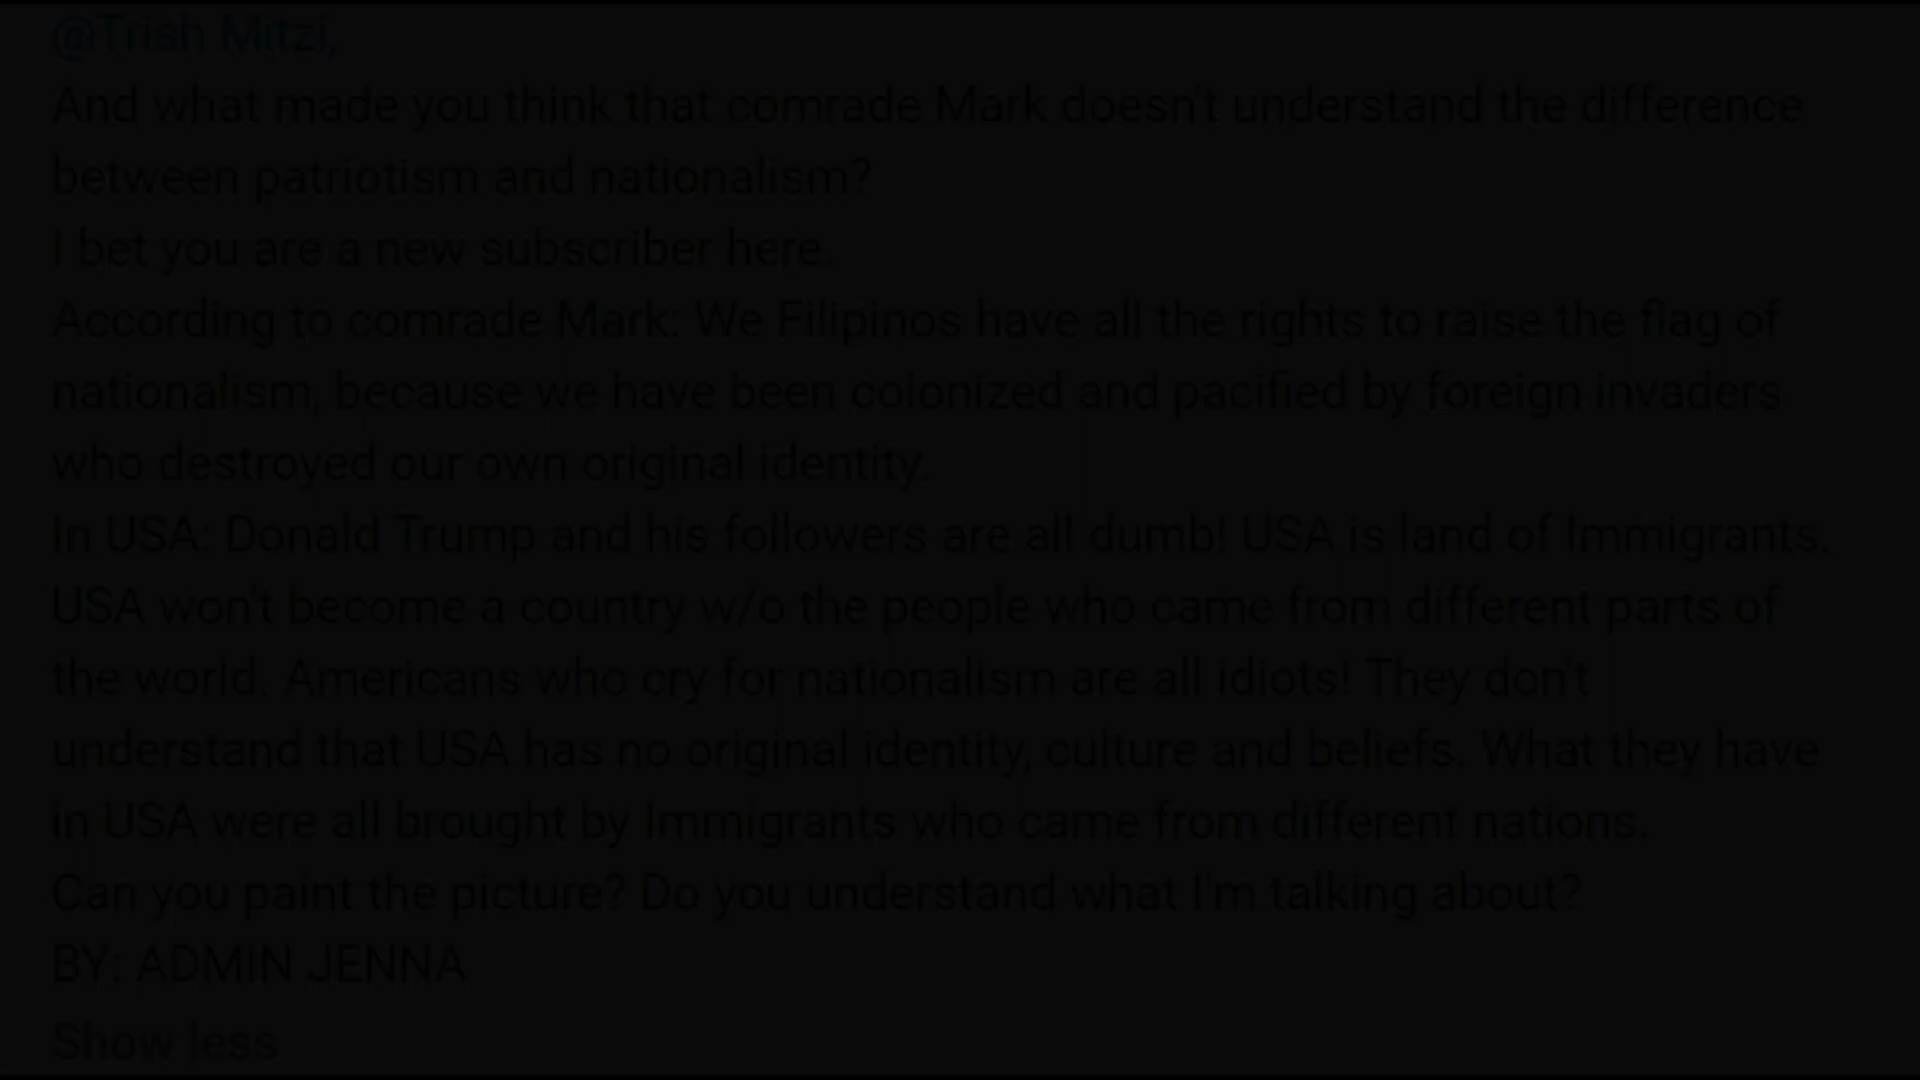 @Trish Mitzi,
And what made you think that comrade Mark doesn't understand the difference
between patriotism and nationalism?
I bet you are a new subscriber here.
According to comrade Mark: We Filipinos have all the rights to raise the flag of
nationalism, because we have been colonized and pacified by foreign invaders
who destroyed our own original identity.
In USA: Donald Trump and his followers are all dumb! USA is land of Immigrants.
USA won't become a country w/o the people who came from different parts of
the world. Americans who cry for nationalism are all idiots! They don't
understand that USA has no original identity, culture and beliefs. What they have
in USA were all brought by Immigrants who came from different nations.
Can you paint the picture? Do you understand what I'm talking about?
BY: ADMIN JENNA
Show less